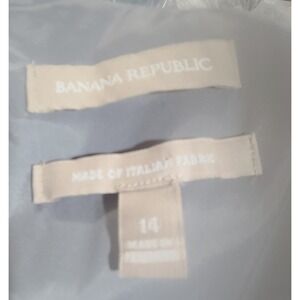 BANANA REPUBLIC
MADE OF ITALIAN FABRIC
14
MADE IN